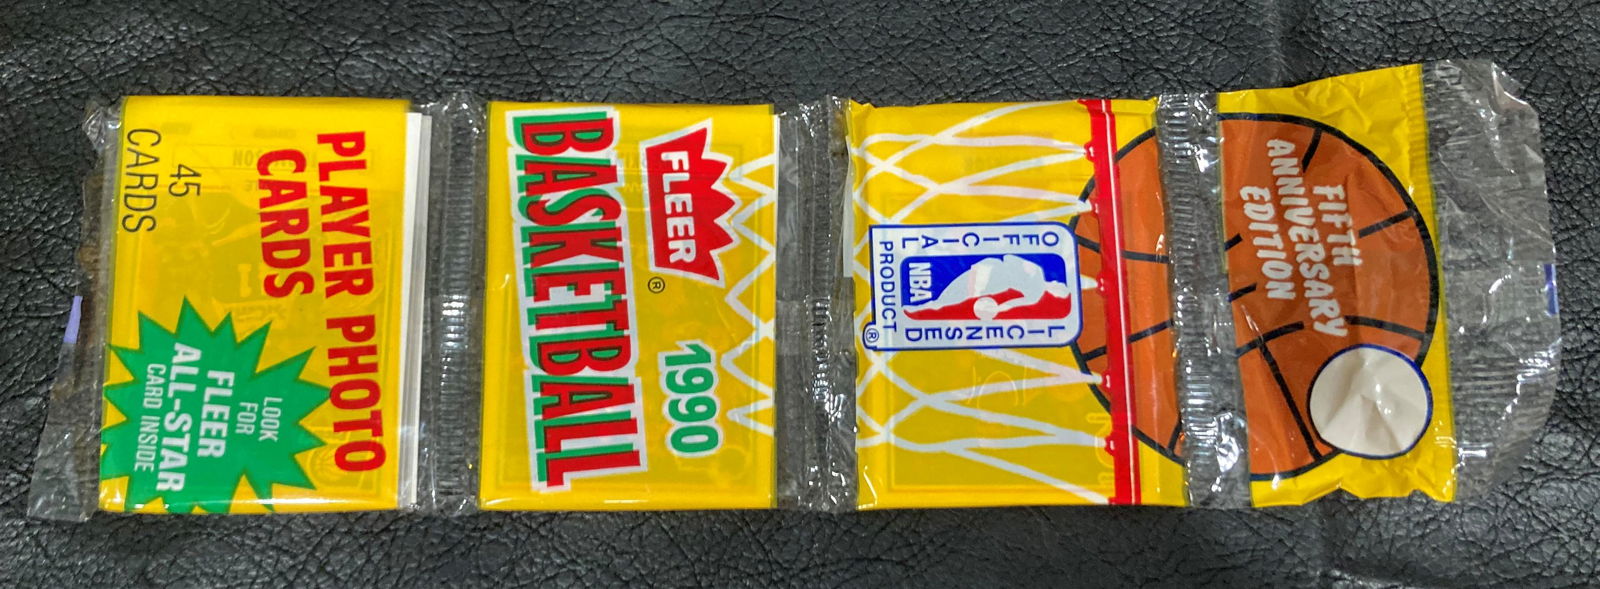 FIFTH
ANNIVERSARY
EDITION
OFFICIAL
LICENSED
NBA
PRODUCT
®
FLEER ® 1990
BASKETBALL
PLAYER PHOTO
CARDS
45
CARDS
LOOK
FOR
FLEER
ALL-STAR
CARD INSIDE